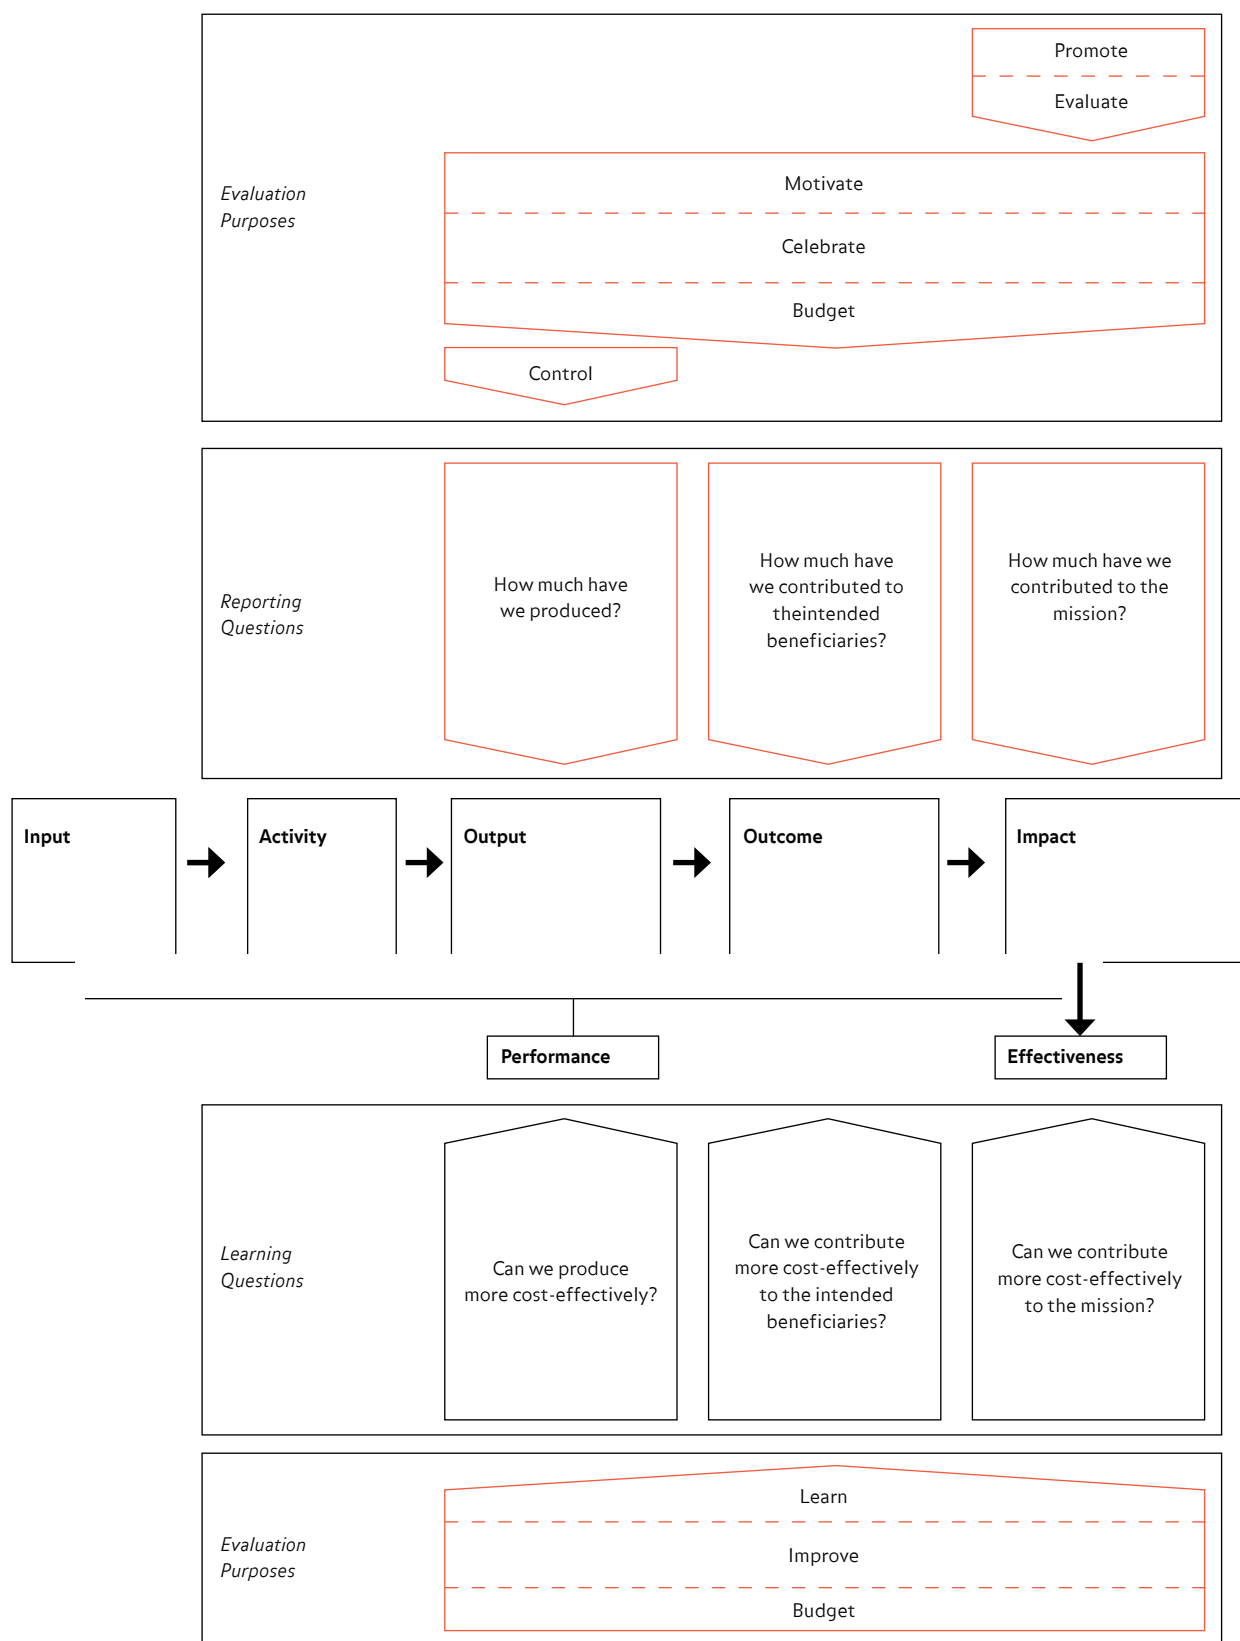 Promote
Evaluate
Evaluation
Purposes
Motivate
Celebrate
Budget
Control
Reporting
Questions
How much have
we produced?
How much have
we contributed to
theintended
beneficiaries?
How much have we
contributed to the
mission?
Input
Activity
Output
Outcome
Impact
Performance
Effectiveness
Learning
Questions
Can we produce
more cost-effectively?
Can we contribute
more cost-effectively
to the intended
beneficiaries?
Can we contribute
more cost-effectively
to the mission?
Evaluation
Purposes
Learn
Improve
Budget